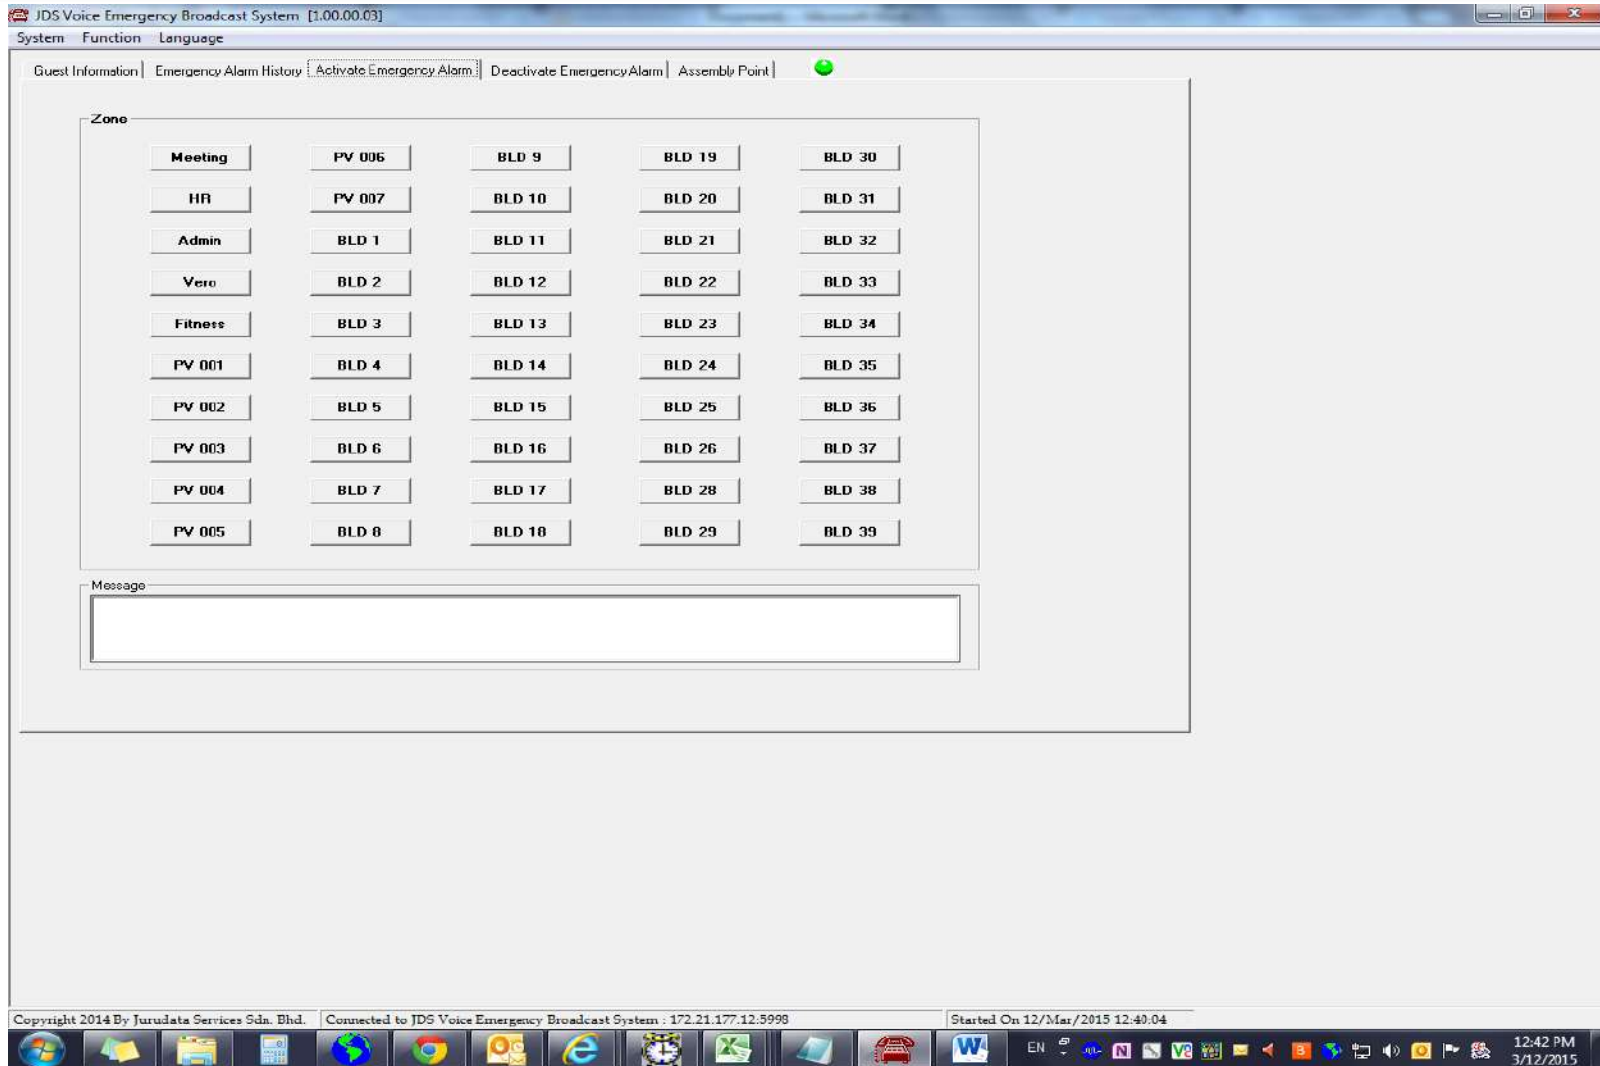 JDS Voice Emergency Broadcast System [1.00.00.03]
System Function Language
Guest Information Emergency Alarm History Activate Emergency Alarm Deactivate Emergency Alarm Assembly Point
Zone
Meeting PV 006 BLD 9 BLD 19 BLD 30
HR PV 007 BLD 10 BLD 20 BLD 31
Admin BLD 1 BLD 11 BLD 21 BLD 32
Vero BLD 2 BLD 12 BLD 22 BLD 33
Fitness BLD 3 BLD 13 BLD 23 BLD 34
PV 001 BLD 4 BLD 14 BLD 24 BLD 35
PV 002 BLD 5 BLD 15 BLD 25 BLD 36
PV 003 BLD 6 BLD 16 BLD 26 BLD 37
PV 004 BLD 7 BLD 17 BLD 28 BLD 38
PV 005 BLD 8 BLD 18 BLD 29 BLD 39
Message
Copyright 2014 By Jurudata Services Sdn. Bhd. Connected to JDS Voice Emergency Broadcast System : 172.21.177.12:5998 Started On 12/Mar/2015 12:40:04
EN 12:42 PM
3/12/2015